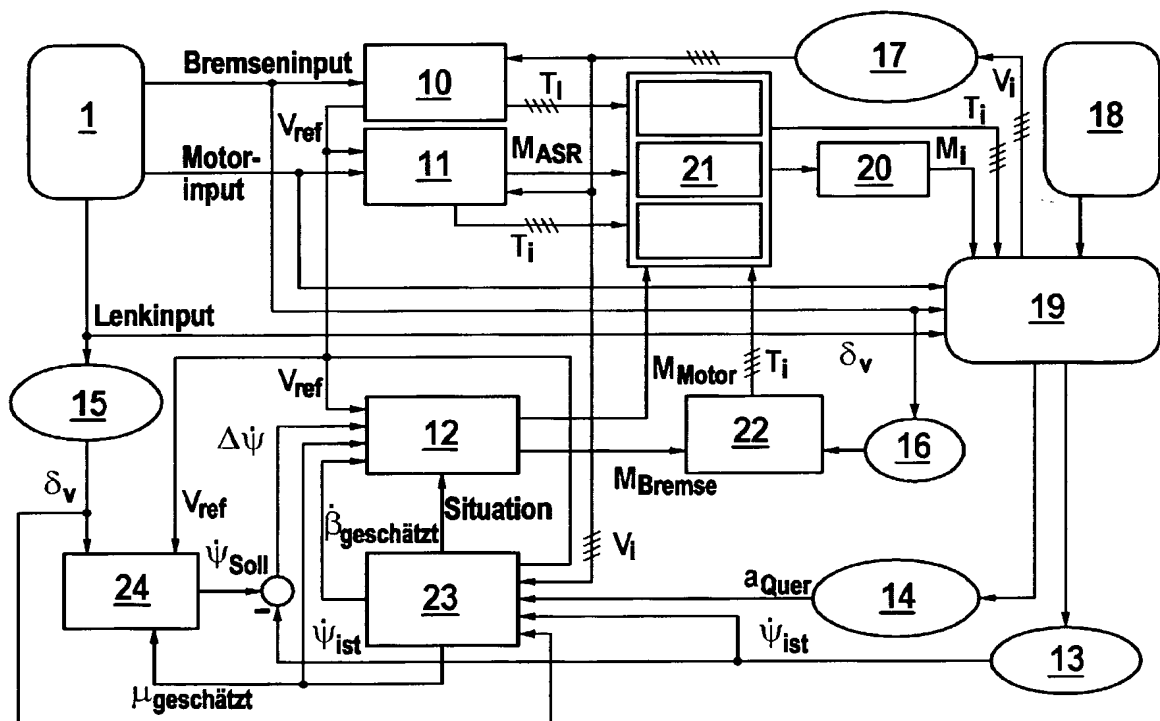 1
Bremseninput
10
T_i
17
V_i
18
V_ref
Motor-
input
11
M_ASR
21
T_i
20
M_i
T_i
19
Lenkinput
δ_v
15
V_ref
M_Motor
T_i
Δψ̇
12
22
16
M_Bremse
δ_v
V_ref
Situation
β̇_geschätzt
V_i
24
ψ̇_Soll
-
23
a_Quer
14
ψ̇_ist
ψ̇_ist
13
μ_geschätzt